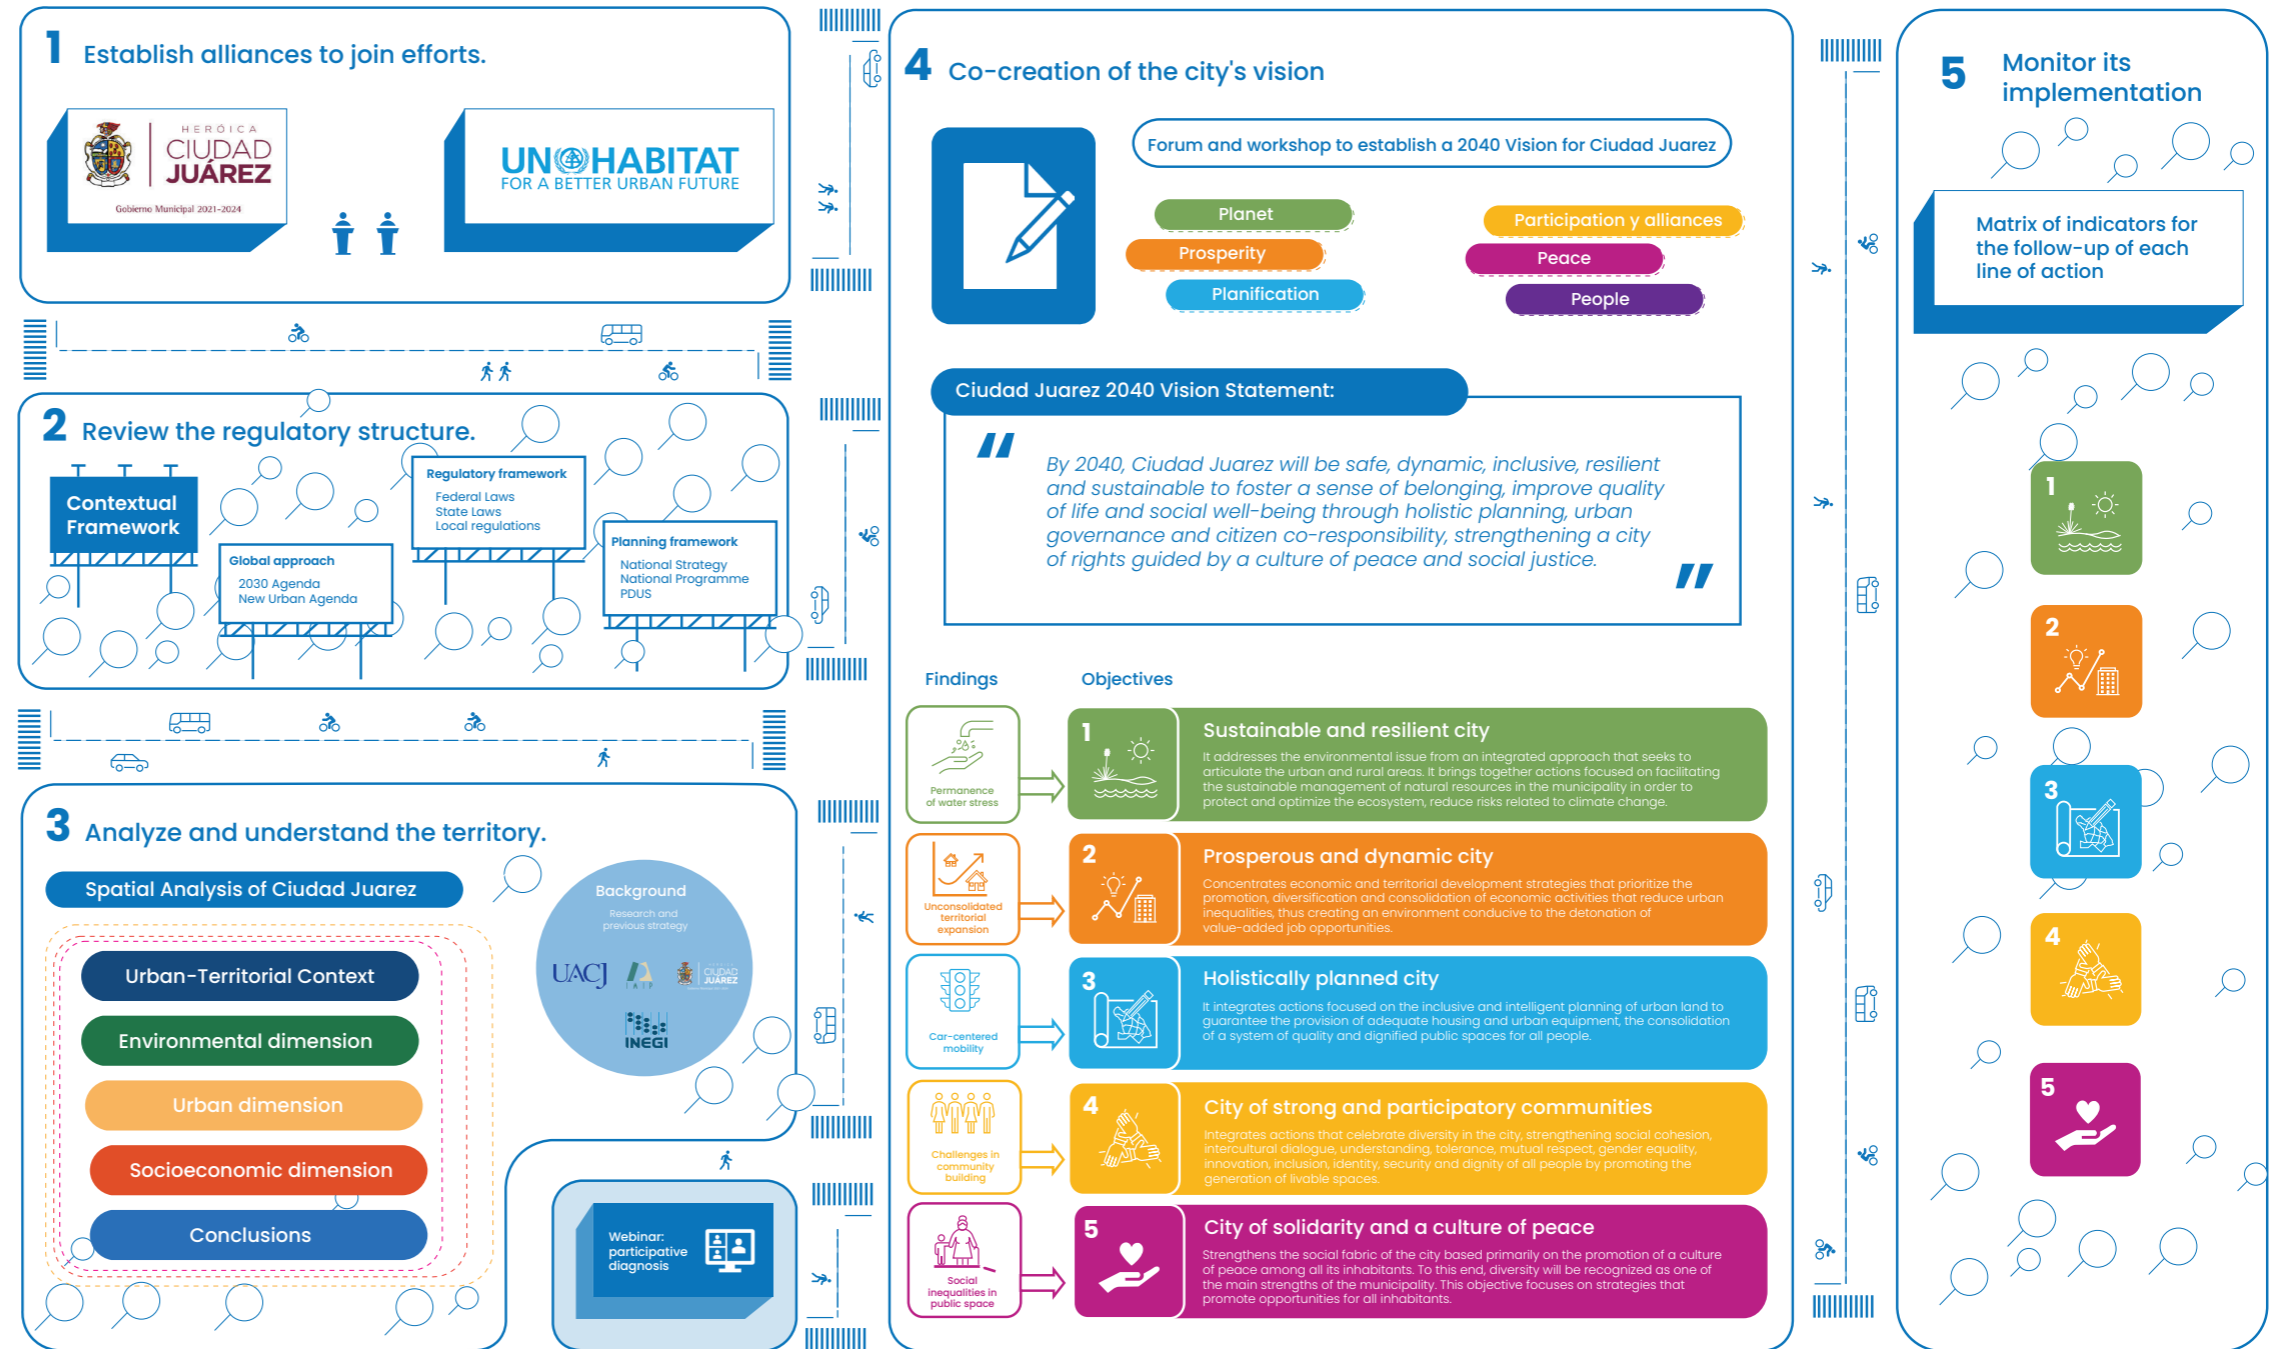 1 Establish alliances to join efforts.
HERÓICA
CIUDAD
JUÁREZ
Gobierno Municipal 2021-2024
UN HABITAT
FOR A BETTER URBAN FUTURE
2 Review the regulatory structure.
Contextual
Framework
Global approach
2030 Agenda
New Urban Agenda
Regulatory framework
Federal Laws
State Laws
Local regulations
Planning framework
National Strategy
National Programme
PDUS
3 Analyze and understand the territory.
Spatial Analysis of Ciudad Juarez
Urban-Territorial Context
Environmental dimension
Urban dimension
Socioeconomic dimension
Conclusions
Background
Research and
previous strategy
UACJ
CIUDAD
JUÁREZ
INEGI
Webinar:
participative
diagnosis
4 Co-creation of the city's vision
Forum and workshop to establish a 2040 Vision for Ciudad Juarez
Planet
Prosperity
Planification
Participation y alliances
Peace
People
Ciudad Juarez 2040 Vision Statement:
"
By 2040, Ciudad Juarez will be safe, dynamic, inclusive, resilient
and sustainable to foster a sense of belonging, improve quality
of life and social well-being through holistic planning, urban
governance and citizen co-responsibility, strengthening a city
of rights guided by a culture of peace and social justice.
"
Findings
Objectives
Permanence
of water stress
1
Sustainable and resilient city
It addresses the environmental issue from an integrated approach that seeks to
articulate the urban and rural areas. It brings together actions focused on facilitating
the sustainable management of natural resources in the municipality in order to
protect and optimize the ecosystem, reduce risks related to climate change.
Unconsolidated
territorial
expansion
2
Prosperous and dynamic city
Concentrates economic and territorial development strategies that prioritize the
promotion, diversification and consolidation of economic activities that reduce urban
inequalities, thus creating an environment conducive to the detonation of
value-added job opportunities.
Car-centered
mobility
3
Holistically planned city
It integrates actions focused on the inclusive and intelligent planning of urban land to
guarantee the provision of adequate housing and urban equipment, the consolidation
of a system of quality and dignified public spaces for all people.
Challenges in
community
building
4
City of strong and participatory communities
Integrates actions that celebrate diversity in the city, strengthening social cohesion,
intercultural dialogue, understanding, tolerance, mutual respect, gender equality,
innovation, inclusion, identity, security and dignity of all people by promoting the
generation of livable spaces.
Social
inequalities in
public space
5
City of solidarity and a culture of peace
Strengthens the social fabric of the city based primarily on the promotion of a culture
of peace among all its inhabitants. To this end, diversity will be recognized as one of
the main strengths of the municipality. This objective focuses on strategies that
promote opportunities for all inhabitants.
5 Monitor its
implementation
Matrix of indicators for
the follow-up of each
line of action
1
2
3
4
5